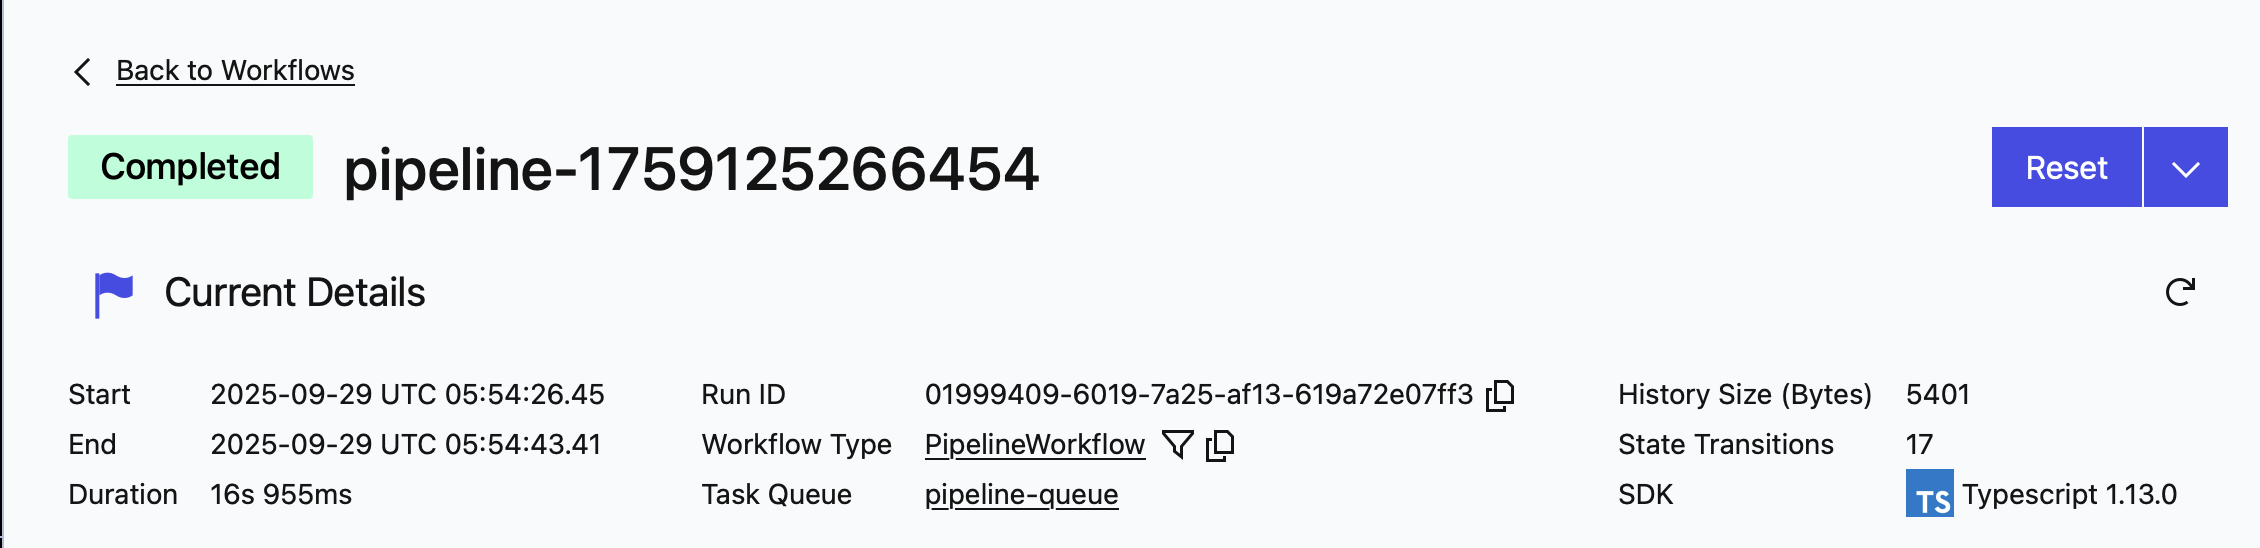 Back to Workflows
Completed pipeline-1759125266454 Reset
Current Details
Start 2025-09-29 UTC 05:54:26.45 Run ID 01999409-6019-7a25-af13-619a72e07ff3 History Size (Bytes) 5401
End 2025-09-29 UTC 05:54:43.41 Workflow Type PipelineWorkflow State Transitions 17
Duration 16s 955ms Task Queue pipeline-queue SDK TS Typescript 1.13.0